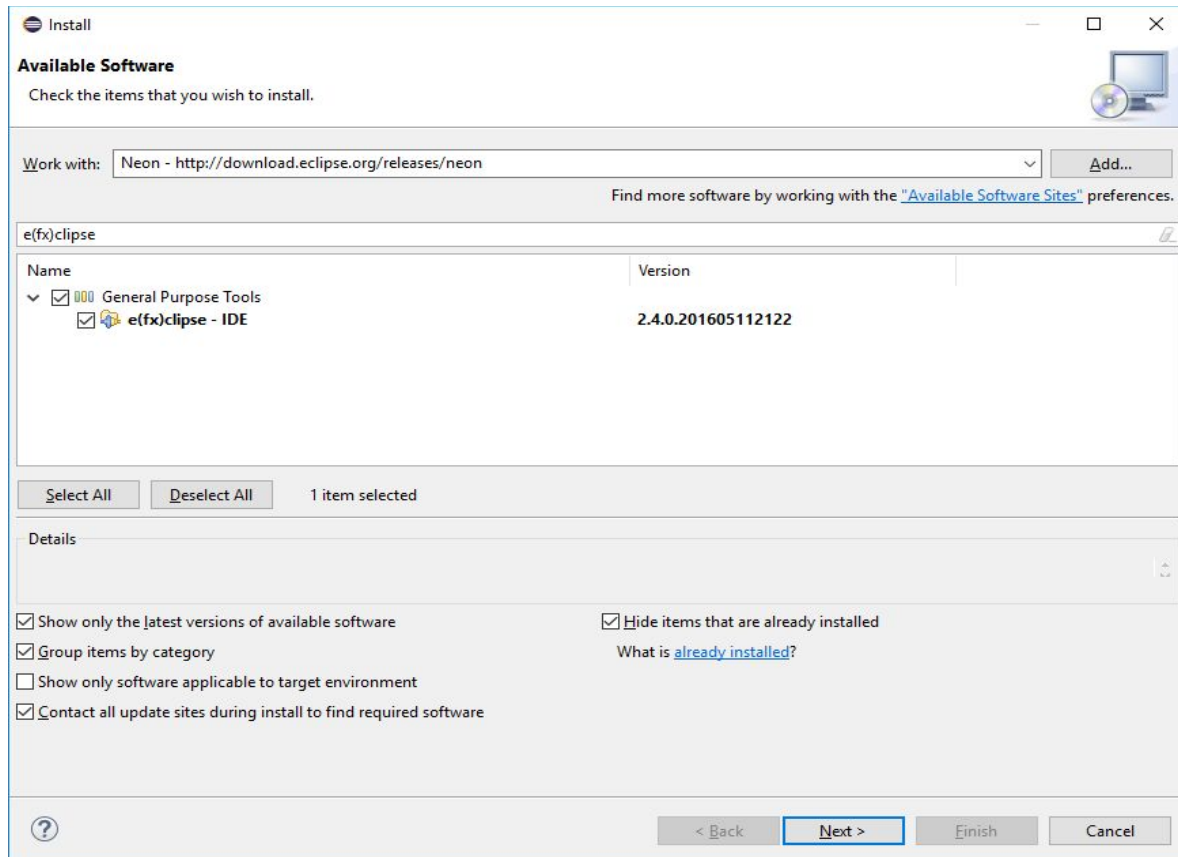 Install
Available Software
Check the items that you wish to install.
Work with: Neon - http://download.eclipse.org/releases/neon Add...
Find more software by working with the "Available Software Sites" preferences.
e(fx)clipse
Name Version
General Purpose Tools
e(fx)clipse - IDE 2.4.0.201605112122
Select All Deselect All 1 item selected
Details
Show only the latest versions of available software Hide items that are already installed
Group items by category What is already installed?
Show only software applicable to target environment
Contact all update sites during install to find required software
? < Back Next > Finish Cancel